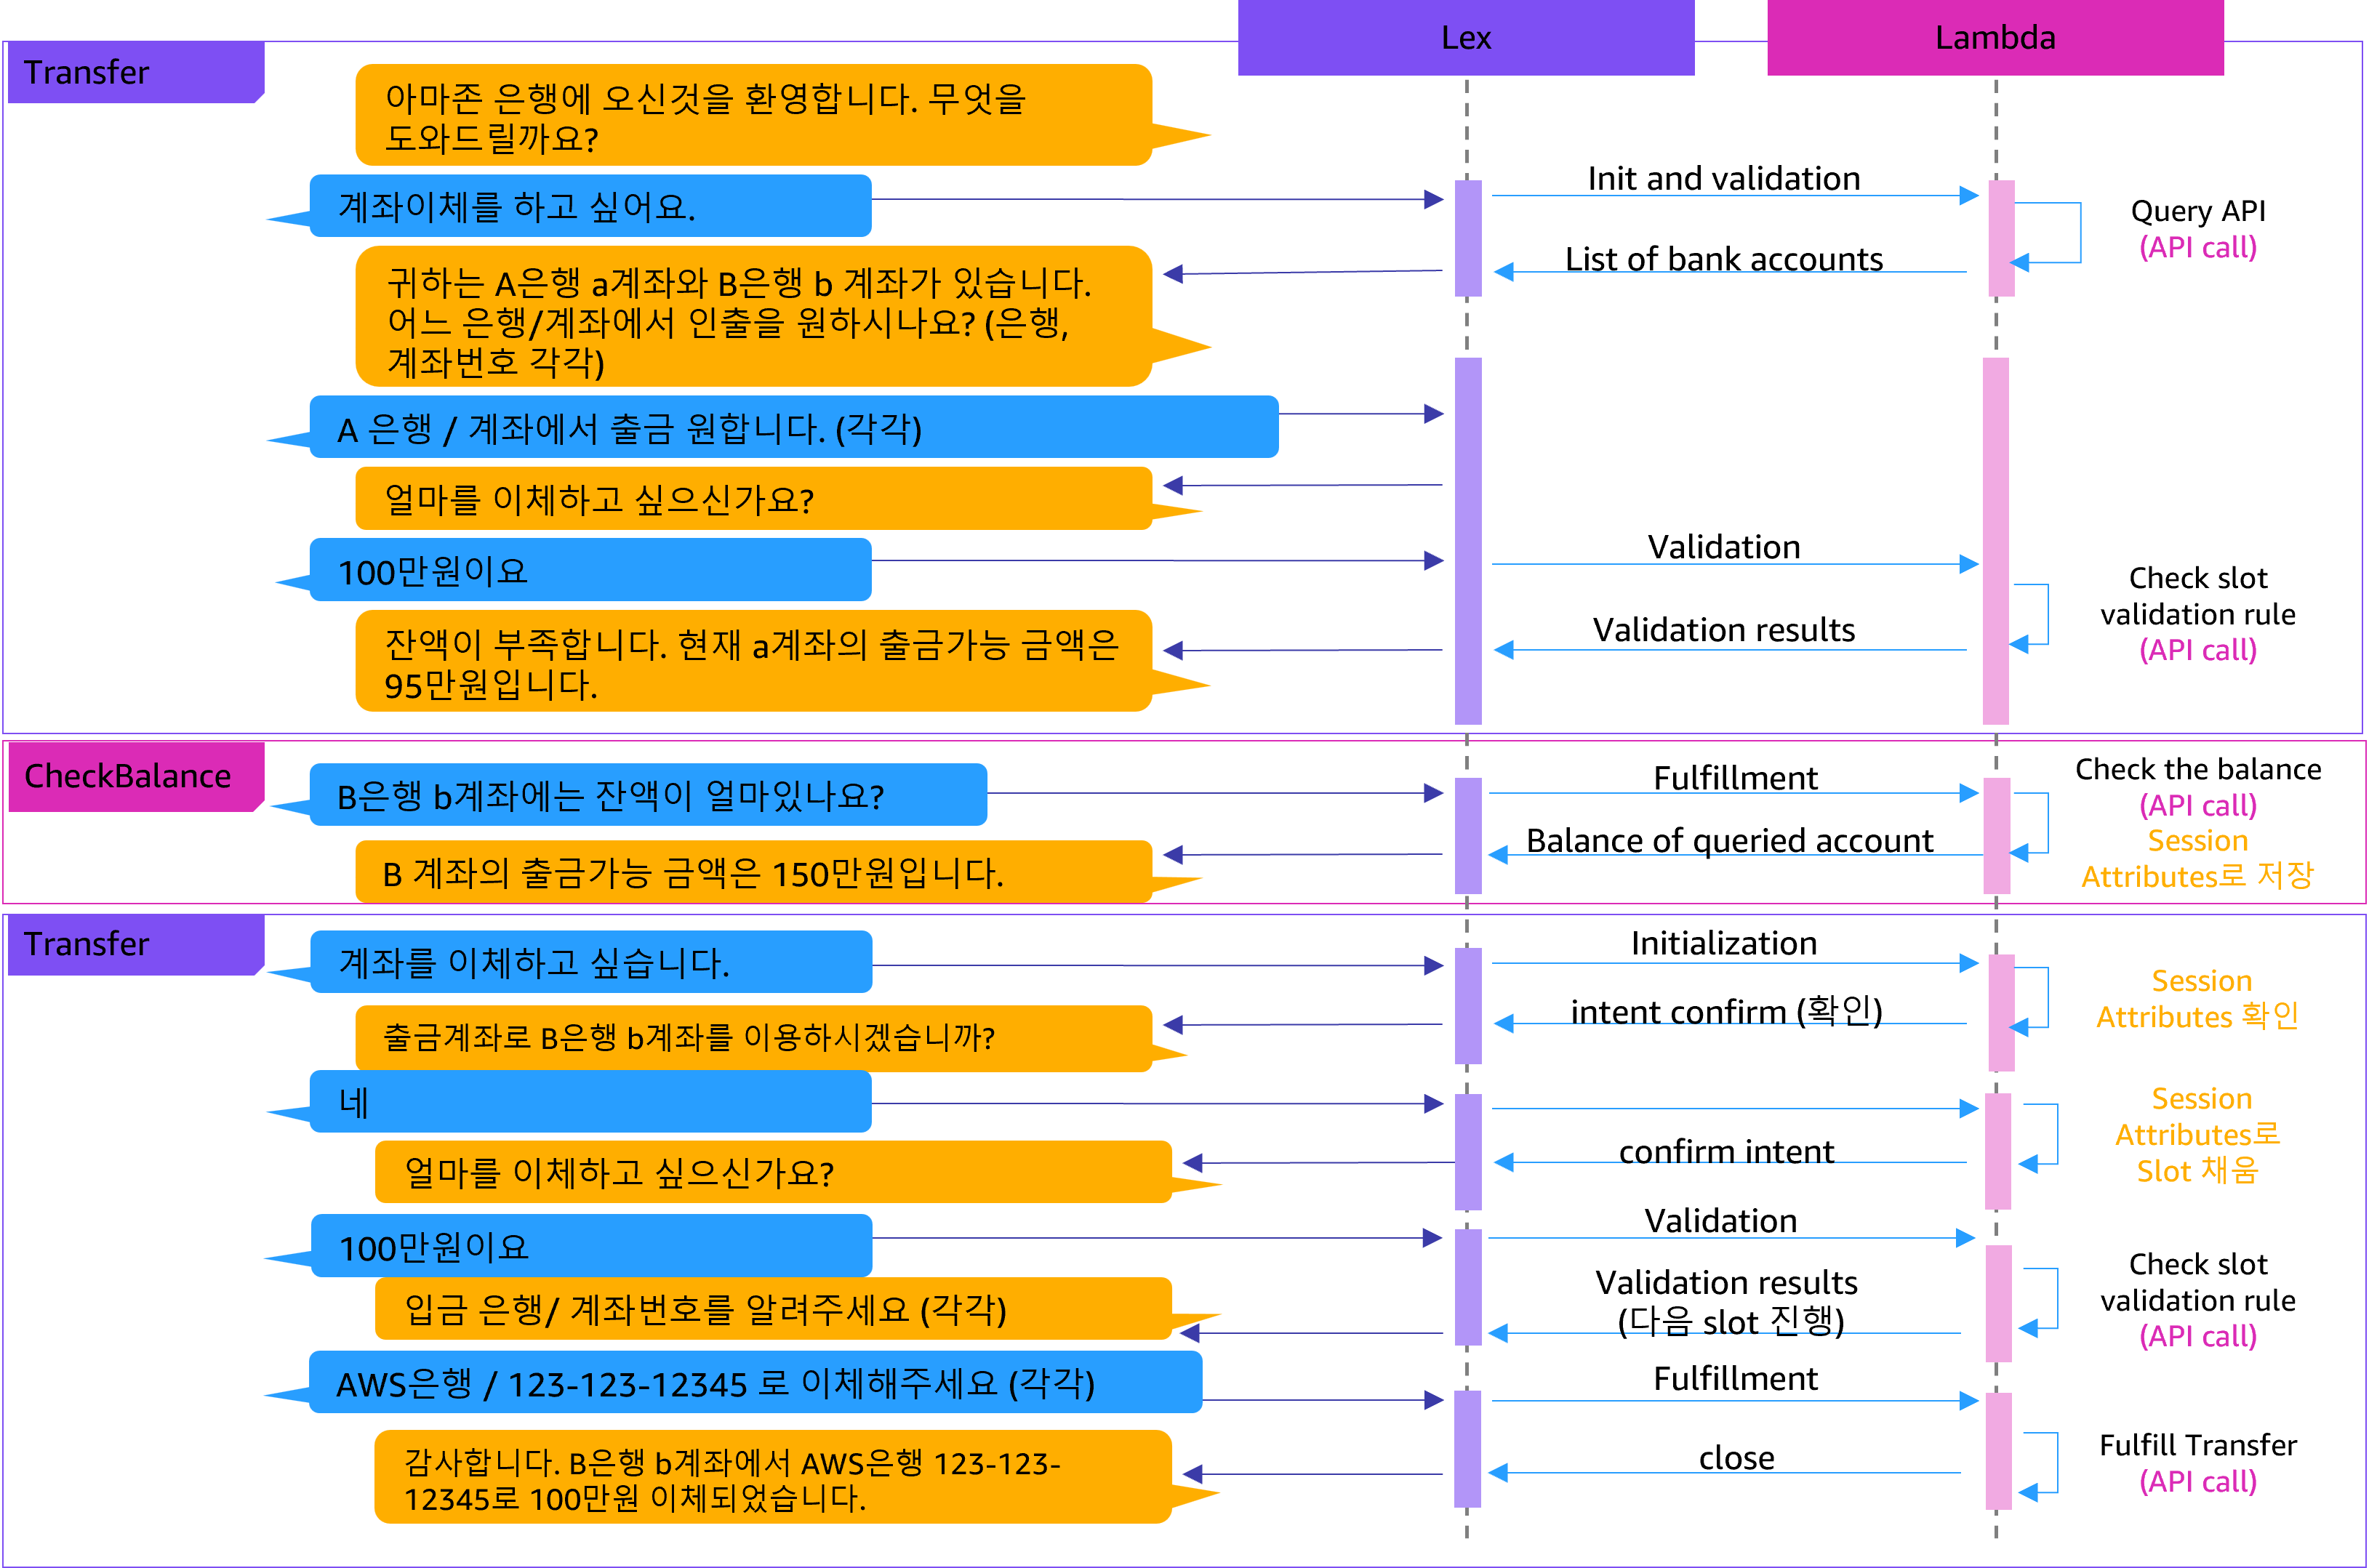 Lex
Lambda
Transfer
아마존 은행에 오신것을 환영합니다. 무엇을
도와드릴까요?
계좌이체를 하고 싶어요.
Init and validation
Query API
(API call)
List of bank accounts
귀하는 A은행 a계좌와 B은행 b 계좌가 있습니다.
어느 은행/계좌에서 인출을 원하시나요? (은행,
계좌번호 각각)
A 은행 / 계좌에서 출금 원합니다. (각각)
얼마를 이체하고 싶으신가요?
100만원이요
Validation
Check slot
validation rule
(API call)
Validation results
잔액이 부족합니다. 현재 a계좌의 출금가능 금액은
95만원입니다.
CheckBalance
B은행 b계좌에는 잔액이 얼마있나요?
Fulfillment
Check the balance
(API call)
Session
Attributes로 저장
Balance of queried account
B 계좌의 출금가능 금액은 150만원입니다.
Transfer
계좌를 이체하고 싶습니다.
Initialization
Session
Attributes 확인
intent confirm (확인)
출금계좌로 B은행 b계좌를 이용하시겠습니까?
네
Session
Attributes로
Slot 채움
confirm intent
얼마를 이체하고 싶으신가요?
100만원이요
Validation
Check slot
validation rule
(API call)
Validation results
(다음 slot 진행)
입금 은행/ 계좌번호를 알려주세요 (각각)
AWS은행 / 123-123-12345 로 이체해주세요 (각각)
Fulfillment
Fulfill Transfer
(API call)
close
감사합니다. B은행 b계좌에서 AWS은행 123-123-
12345로 100만원 이체되었습니다.